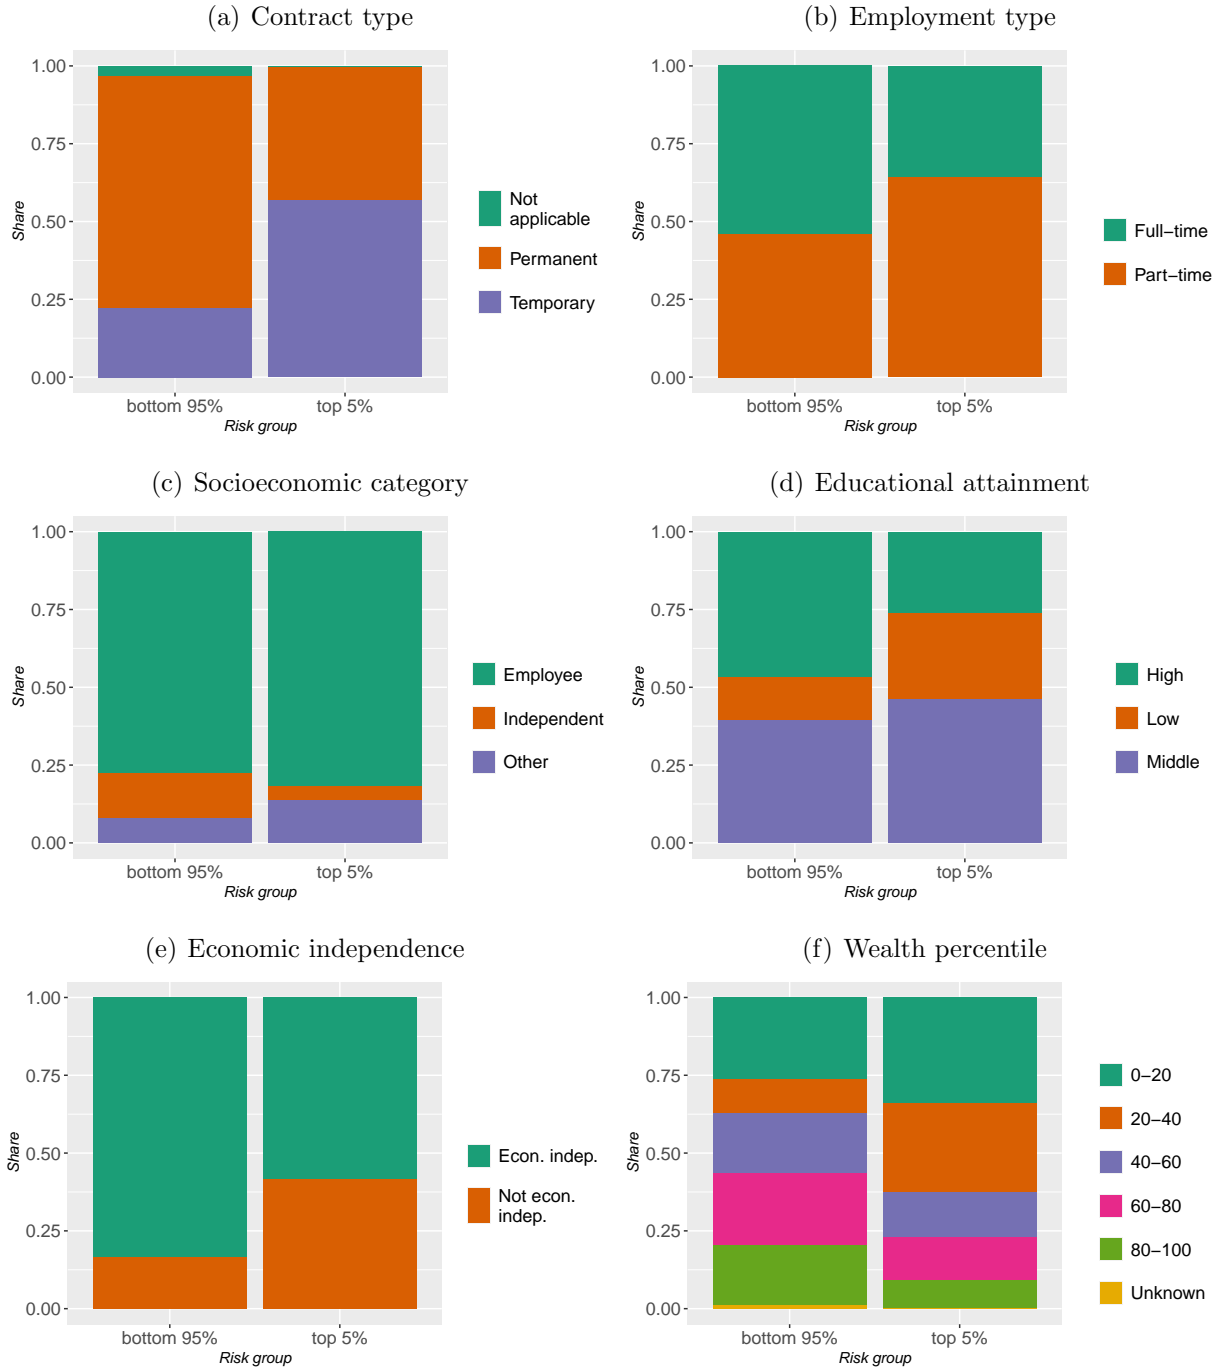 (a) Contract type
1.00
0.75
0.50
0.25
0.00
Share
bottom 95%
top 5%
Risk group
Not
applicable
Permanent
Temporary
(b) Employment type
1.00
0.75
0.50
0.25
0.00
Share
bottom 95%
top 5%
Risk group
Full−time
Part−time
(c) Socioeconomic category
1.00
0.75
0.50
0.25
0.00
Share
bottom 95%
top 5%
Risk group
Employee
Independent
Other
(d) Educational attainment
1.00
0.75
0.50
0.25
0.00
Share
bottom 95%
top 5%
Risk group
High
Low
Middle
(e) Economic independence
1.00
0.75
0.50
0.25
0.00
Share
bottom 95%
top 5%
Risk group
Econ. indep.
Not econ.
indep.
(f) Wealth percentile
1.00
0.75
0.50
0.25
0.00
Share
bottom 95%
top 5%
Risk group
0−20
20−40
40−60
60−80
80−100
Unknown